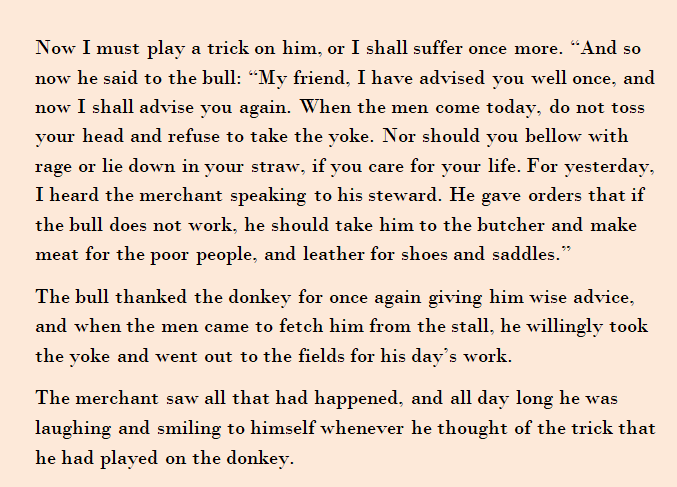 Now I must play a trick on him, or I shall suffer once more. “And so
now he said to the bull: “My friend, I have advised you well once, and
now I shall advise you again. When the men come today, do not toss
your head and refuse to take the yoke. Nor should you bellow with
rage or lie down in your straw, if you care for your life. For yesterday,
I heard the merchant speaking to his steward. He gave orders that if
the bull does not work, he should take him to the butcher and make
meat for the poor people, and leather for shoes and saddles.”
The bull thanked the donkey for once again giving him wise advice,
and when the men came to fetch him from the stall, he willingly took
the yoke and went out to the fields for his day’s work.
The merchant saw all that had happened, and all day long he was
laughing and smiling to himself whenever he thought of the trick that
he had played on the donkey.